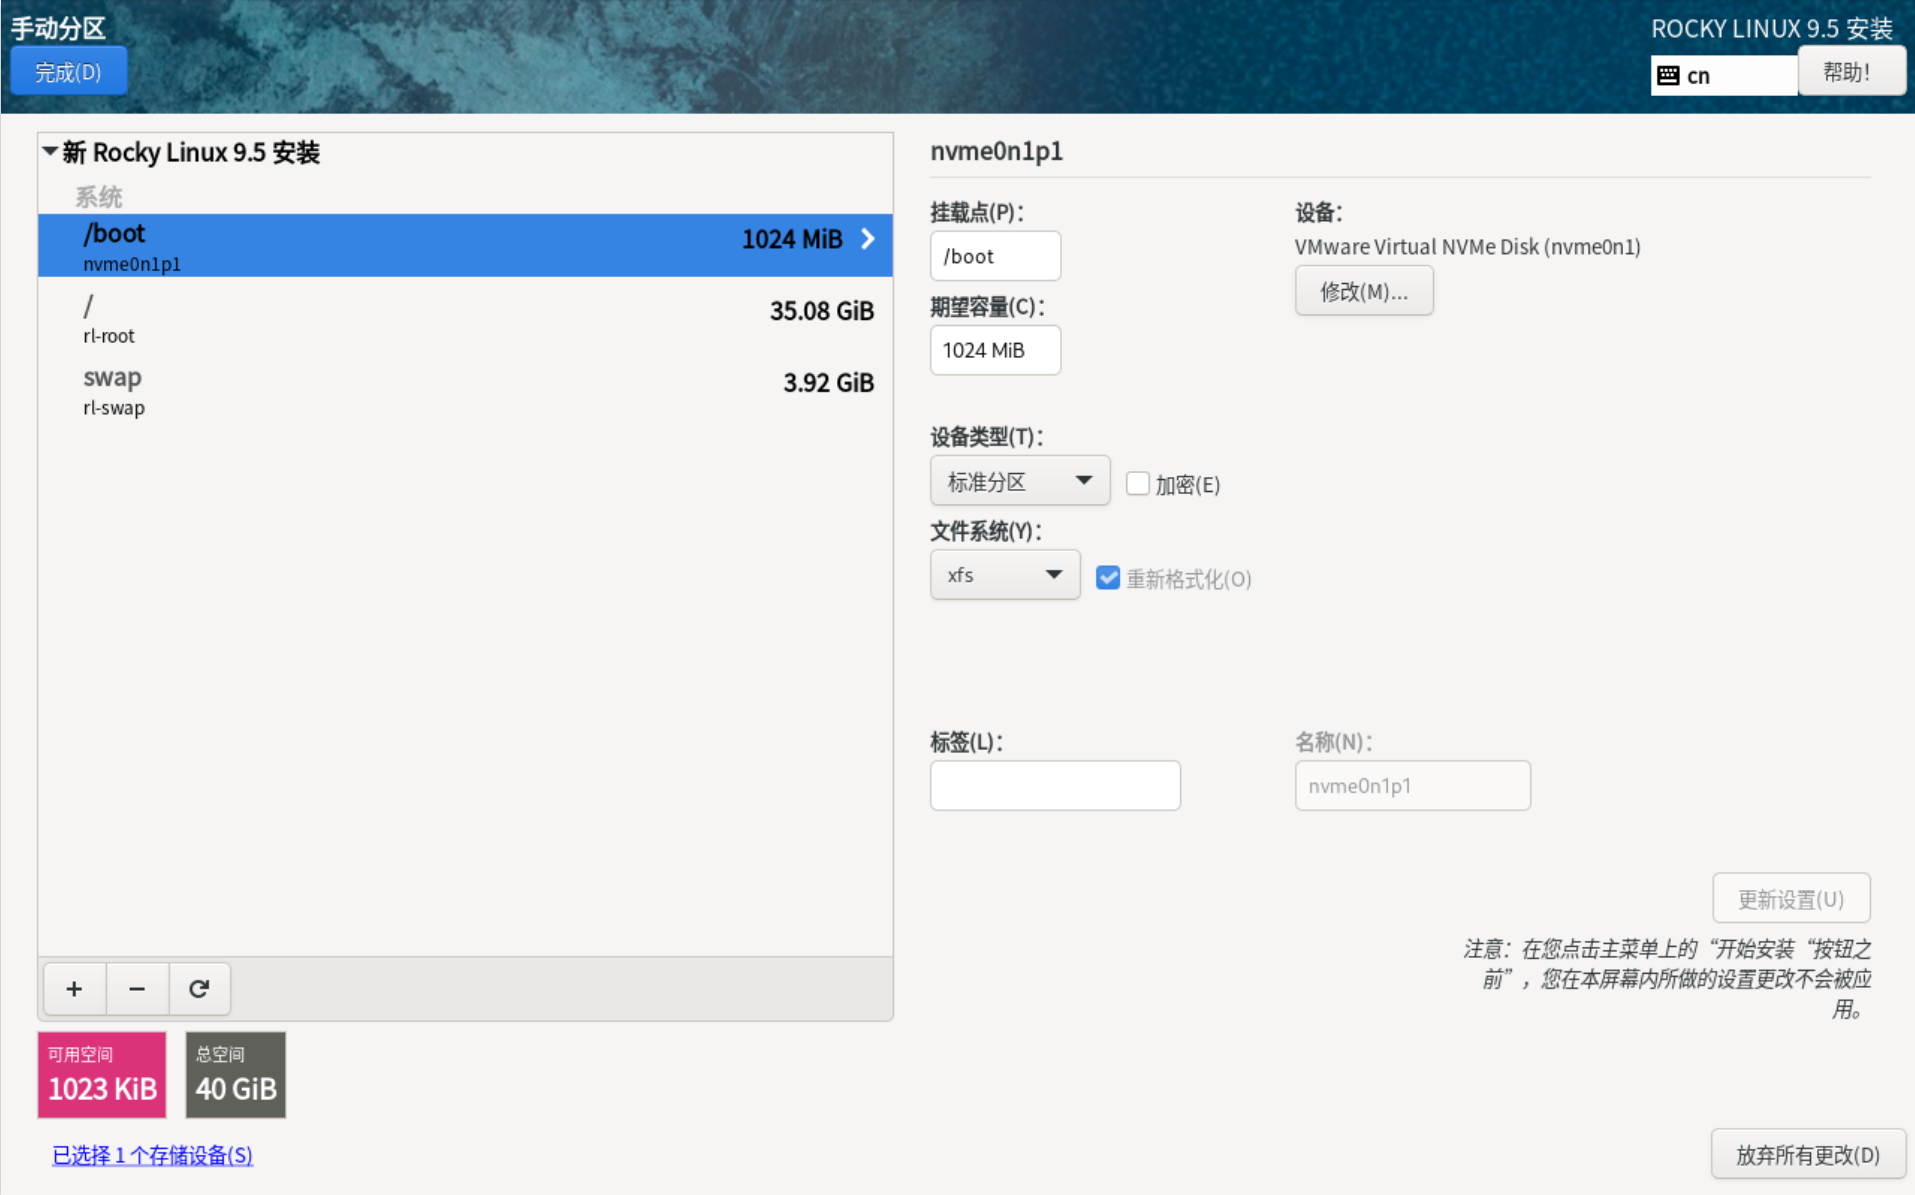 手动分区
ROCKY LINUX 9.5 安装
完成(D)
cn
帮助！
新 Rocky Linux 9.5 安装
系统
/boot
1024 MiB
nvme0n1p1
/
35.08 GiB
rl-root
swap
3.92 GiB
rl-swap
nvme0n1p1
挂载点(P)：
设备：
/boot
VMware Virtual NVMe Disk (nvme0n1)
修改(M)...
期望容量(C)：
1024 MiB
设备类型(T)：
标准分区
加密(E)
文件系统(Y)：
xfs
重新格式化(O)
标签(L)：
名称(N)：
nvme0n1p1
更新设置(U)
注意：在您点击主菜单上的“开始安装“按钮之
前”，您在本屏幕内所做的设置更改不会被应
用。
可用空间
1023 KiB
总空间
40 GiB
已选择 1 个存储设备(S)
放弃所有更改(D)